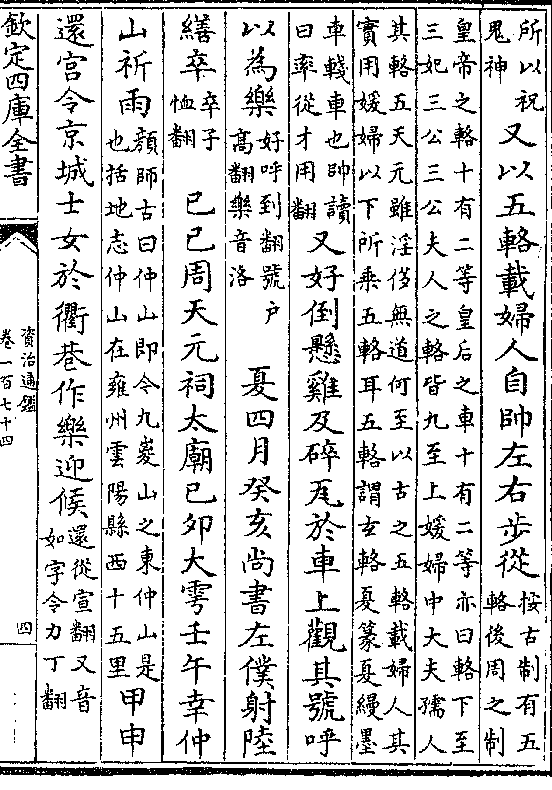 所以祝
鬼神
又以五輅載婦人自帥左右步從
按古制有五
輅後周之制
皇帝之輅十有二等皇后之車十有二等亦曰輅下至
三妃三公三公夫人之輅皆九至上媛婦中大夫孺人
其輅五天元雖淫侈無道何至以古之五輅載婦人其
實用媛婦以下所乘五輅耳五輅謂玄輅夏篆夏縵墨
車輚車也帥讀
曰率從才用翻
又好倒懸雞及碎瓦於車上觀其號呼
以為樂
好呼到翻號戶
高翻樂音洛
夏四月癸亥尚書左僕射陸
繕卒
卒子
恤翻
己巳周天元祠太廟己卯大雩壬午幸仲
山祈雨
顏師古曰仲山即今九嵏山之東仲山是
也括地志仲山在雍州雲陽縣西十五里
甲申
還宮令京城士女於衢巷作樂迎候
還從宣翻又音
如字令力丁翻
欽定四庫全書
資治通鑑
卷一百七十四
四